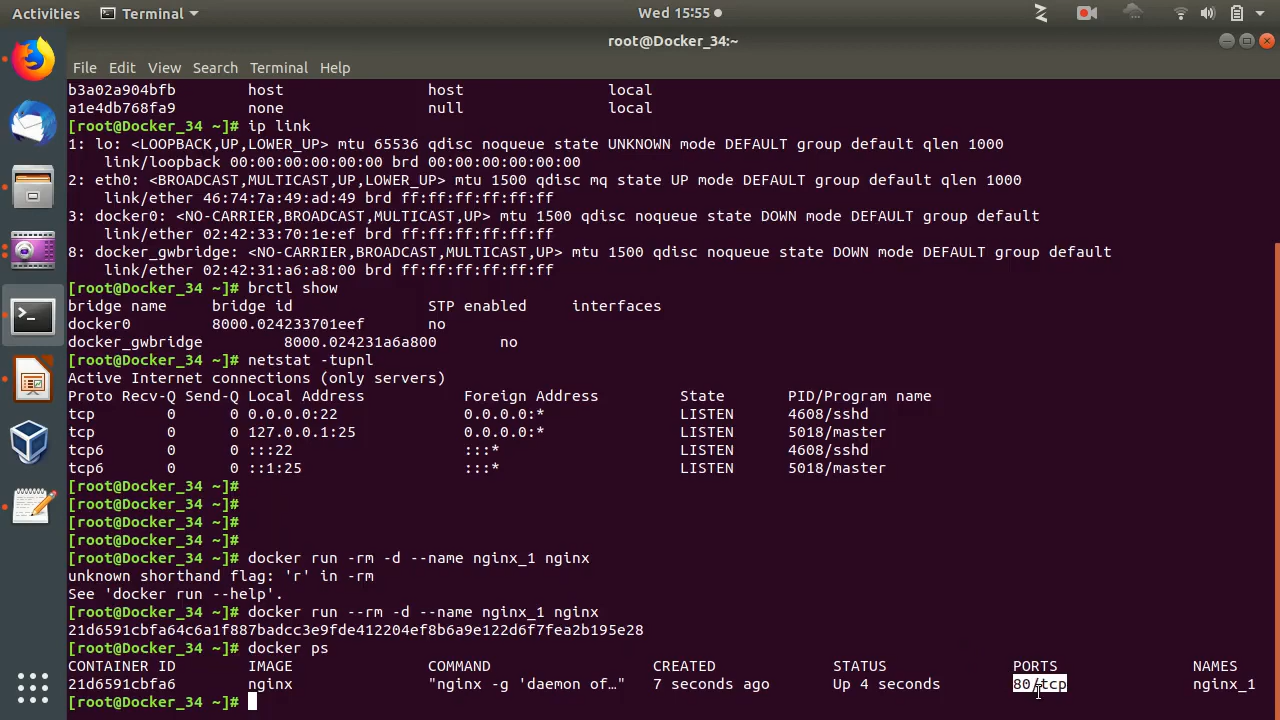 Activities Terminal Wed 15:55
root@Docker_34:~
File Edit View Search Terminal Help
b3a02a904bfb host host local
a1e4db768fa9 none null local
[root@Docker_34 ~]# ip link
1: lo: <LOOPBACK,UP,LOWER_UP> mtu 65536 qdisc noqueue state UNKNOWN mode DEFAULT group default qlen 1000
link/loopback 00:00:00:00:00:00 brd 00:00:00:00:00:00
2: eth0: <BROADCAST,MULTICAST,UP,LOWER_UP> mtu 1500 qdisc mq state UP mode DEFAULT group default qlen 1000
link/ether 46:74:7a:49:ad:49 brd ff:ff:ff:ff:ff:ff
3: docker0: <NO-CARRIER,BROADCAST,MULTICAST,UP> mtu 1500 qdisc noqueue state DOWN mode DEFAULT group default
link/ether 02:42:33:70:1e:ef brd ff:ff:ff:ff:ff:ff
8: docker_gwbridge: <NO-CARRIER,BROADCAST,MULTICAST,UP> mtu 1500 qdisc noqueue state DOWN mode DEFAULT group default
link/ether 02:42:31:a6:a8:00 brd ff:ff:ff:ff:ff:ff
[root@Docker_34 ~]# brctl show
bridge name bridge id STP enabled interfaces
docker0 8000.024233701eef no
docker_gwbridge 8000.024231a6a800 no
[root@Docker_34 ~]# netstat -tupnl
Active Internet connections (only servers)
Proto Recv-Q Send-Q Local Address Foreign Address State PID/Program name
tcp 0 0 0.0.0.0:22 0.0.0.0:* LISTEN 4608/sshd
tcp 0 0 127.0.0.1:25 0.0.0.0:* LISTEN 5018/master
tcp6 0 0 :::22 :::* LISTEN 4608/sshd
tcp6 0 0 ::1:25 :::* LISTEN 5018/master
[root@Docker_34 ~]#
[root@Docker_34 ~]#
[root@Docker_34 ~]#
[root@Docker_34 ~]#
[root@Docker_34 ~]# docker run -rm -d --name nginx_1 nginx
unknown shorthand flag: 'r' in -rm
See 'docker run --help'.
[root@Docker_34 ~]# docker run --rm -d --name nginx_1 nginx
21d6591cbfa64c6a1f887badcc3e9fde412204ef8b6a9e122d6f7fea2b195e28
[root@Docker_34 ~]# docker ps
CONTAINER ID IMAGE COMMAND CREATED STATUS PORTS NAMES
21d6591cbfa6 nginx "nginx -g 'daemon of…" 7 seconds ago Up 4 seconds 80/tcp nginx_1
[root@Docker_34 ~]#